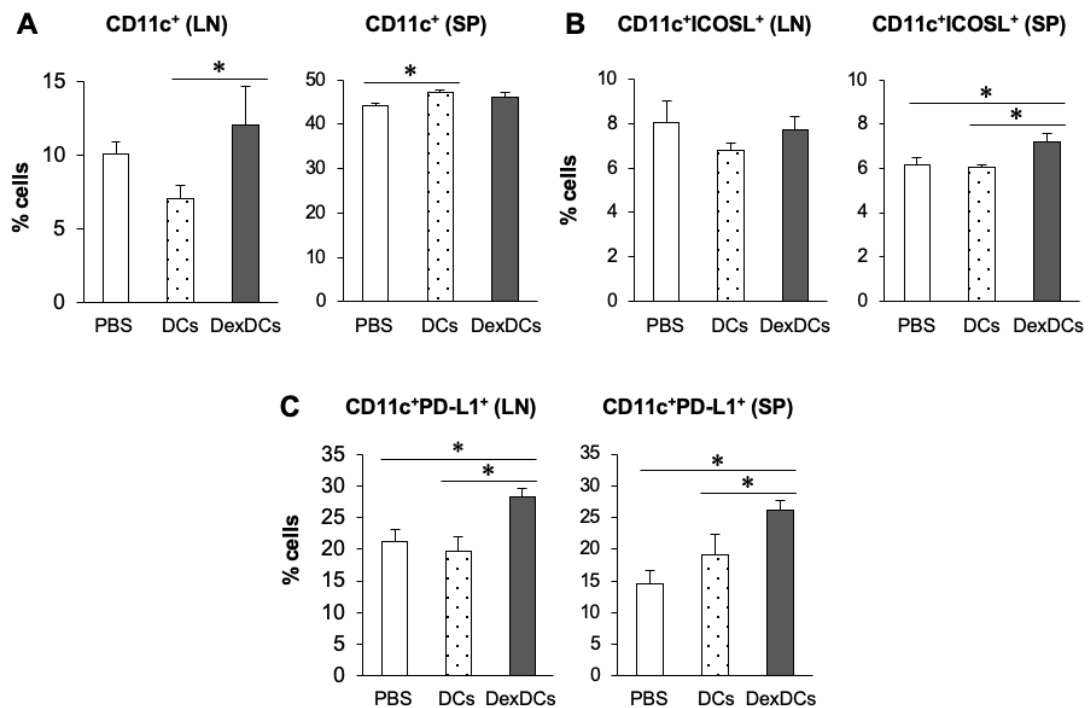 A
CD11c⁺ (LN)
CD11c⁺ (SP)
B
CD11c⁺ICOSL⁺ (LN)
CD11c⁺ICOSL⁺ (SP)
% cells
15
10
5
0
*
PBS DCs DexDCs
50
40
30
20
10
0
*
PBS DCs DexDCs
% cells
10
8
6
4
2
0
PBS DCs DexDCs
10
8
6
4
2
0
*
*
PBS DCs DexDCs
C
CD11c⁺PD-L1⁺ (LN)
CD11c⁺PD-L1⁺ (SP)
% cells
35
30
25
20
15
10
5
0
*
*
PBS DCs DexDCs
35
30
25
20
15
10
5
0
*
*
PBS DCs DexDCs